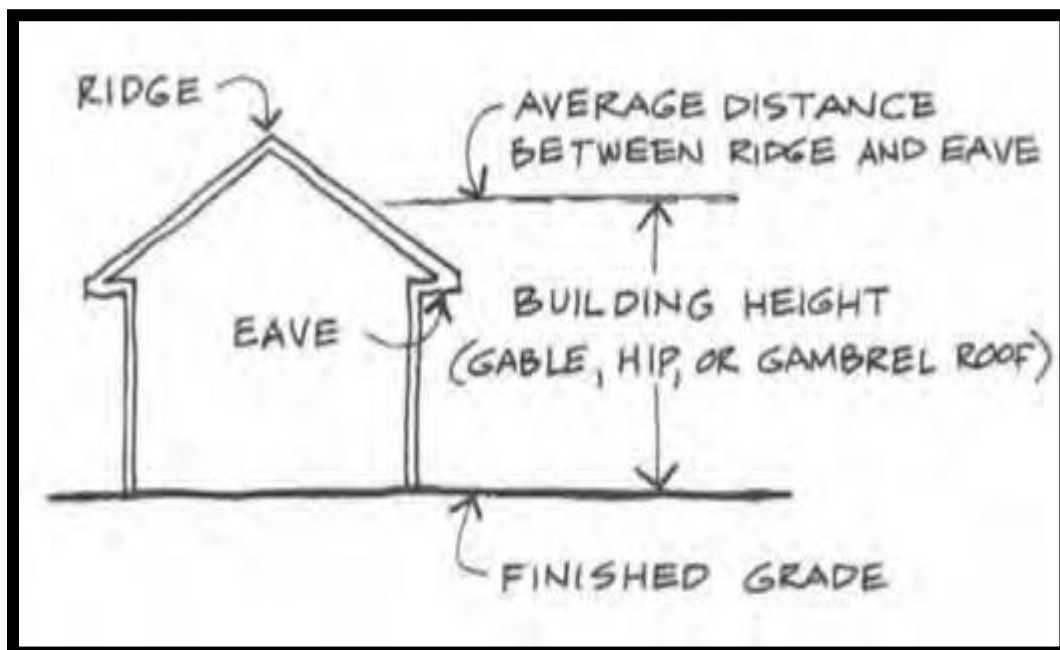 RIDGE
AVERAGE DISTANCE
BETWEEN RIDGE AND EAVE
EAVE
BUILDING HEIGHT
(GABLE, HIP, OR GAMBREL ROOF)
FINISHED GRADE